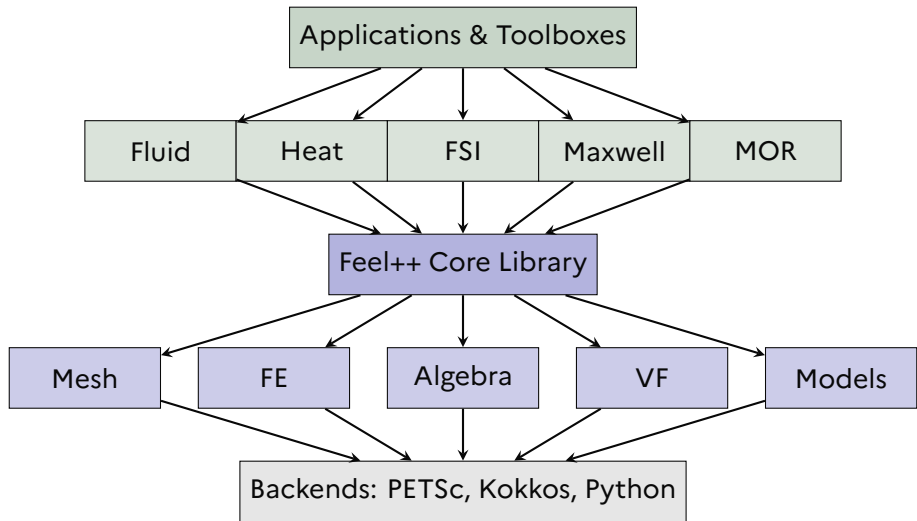 Applications & Toolboxes
Fluid
Heat
FSI
Maxwell
MOR
Feel++ Core Library
Mesh
FE
Algebra
VF
Models
Backends: PETSc, Kokkos, Python